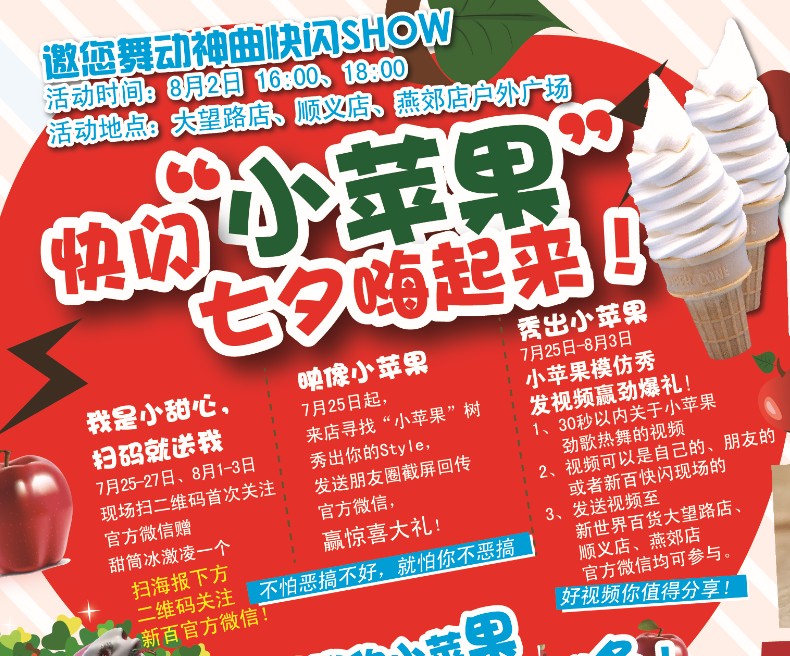 邀您舞动神曲快闪SHOW
活动时间：8月2日 16:00、18:00
活动地点：大望路店、顺义店、燕郊店户外广场
快闪“小苹果”
七夕嗨起来！
我是小甜心，
扫码就送我
7月25-27日、8月1-3日
现场扫二维码首次关注
官方微信赠
甜筒冰激凌一个
扫海报下方
二维码关注
新百官方微信！
映像小苹果
7月25日起，
来店寻找“小苹果”树
秀出你的Style，
发送朋友圈截屏回传
官方微信，
赢惊喜大礼！
不怕恶搞不好，就怕你不恶搞
秀出小苹果
7月25日-8月3日
小苹果模仿秀
发视频赢劲爆礼！
1、30秒以内关于小苹果
劲歌热舞的视频
2、视频可以是自己的、朋友的
或者新百快闪现场的
3、发送视频至
新世界百货大望路店、
顺义店、燕郊店
官方微信均可参与。
好视频你值得分享！
小苹果